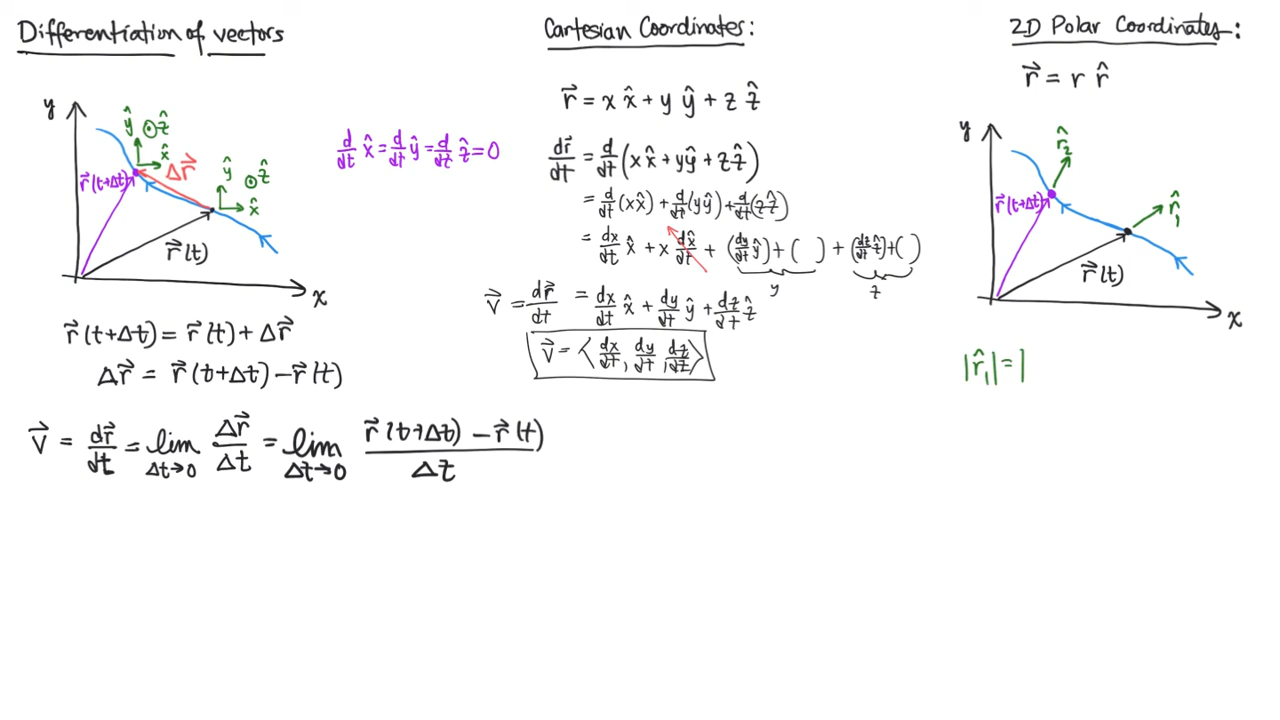 Differentiation of vectors
y
ŷ ẑ
x̂
Δr⃗
r⃗(t+Δt)
ŷ ẑ
x̂
r⃗(t)
x
r⃗(t+Δt) = r⃗(t) + Δr⃗
Δr⃗ = r⃗(t+Δt) − r⃗(t)
v⃗ = dr⃗/dt = lim Δt→0 Δr⃗/Δt = lim Δt→0 (r⃗(t+Δt) − r⃗(t))/Δt
d/dt x̂ = d/dt ŷ = d/dt ẑ = 0
Cartesian Coordinates:
r⃗ = x x̂ + y ŷ + z ẑ
dr⃗/dt = d/dt (x x̂ + y ŷ + z ẑ)
= d/dt (x x̂) + d/dt (y ŷ) + d/dt (z ẑ)
= dx/dt x̂ + x dx̂/dt + (dy/dt ŷ) + ( ) + (dz/dt ẑ) + ( )
y z
v⃗ = dr⃗/dt = dx/dt x̂ + dy/dt ŷ + dz/dt ẑ
v⃗ = ⟨dx/dt, dy/dt, dz/dt⟩
2D Polar Coordinates:
r⃗ = r r̂
y
r̂₂
r⃗(t+Δt)
r̂₁
r⃗(t)
x
|r̂₁| = 1